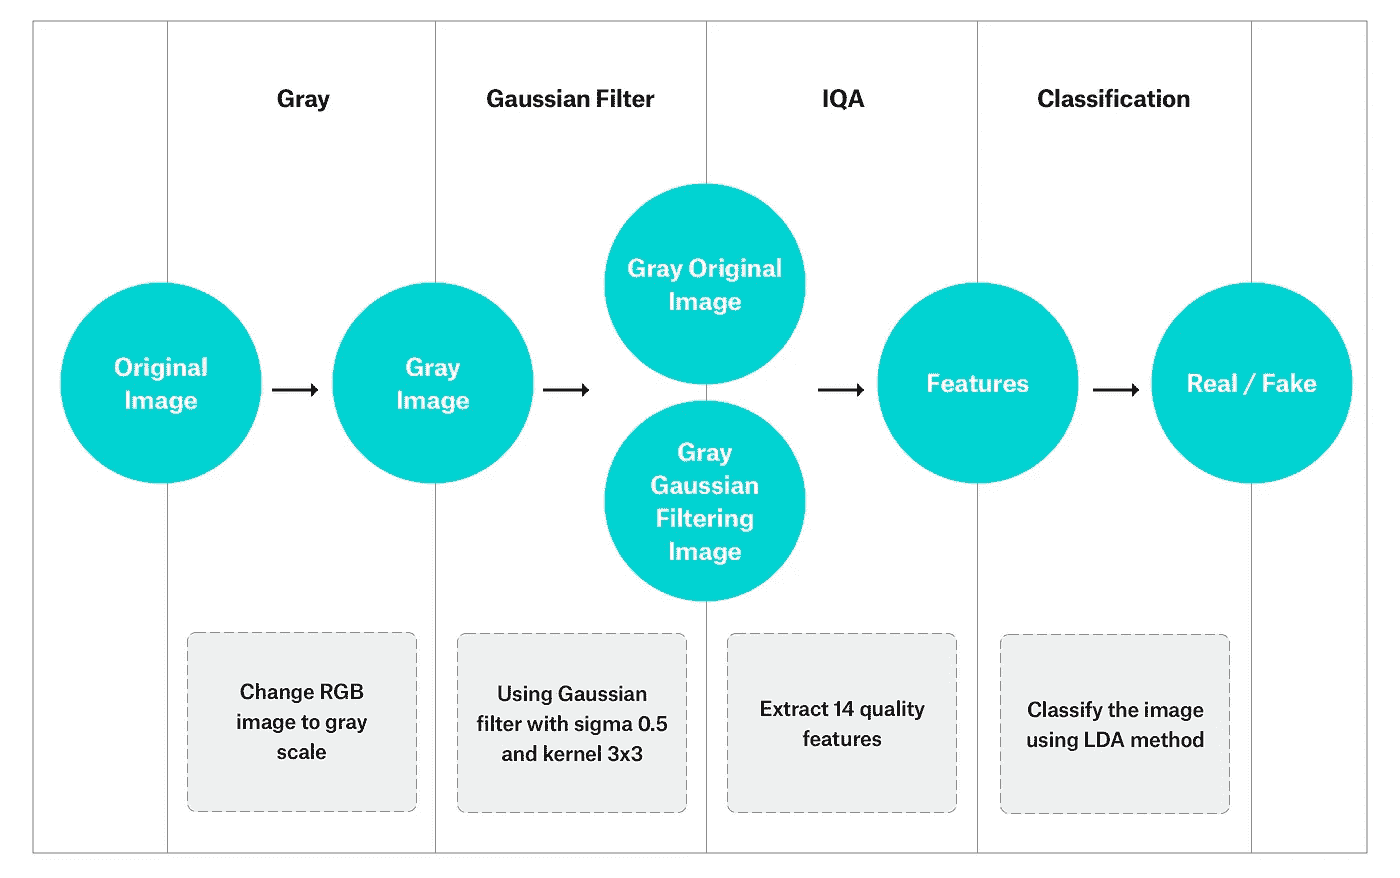 Gray
Gaussian Filter
IQA
Classification
Original
Image
Gray
Image
Gray Original
Image
Gray
Gaussian
Filtering
Image
Features
Real / Fake
Change RGB
image to gray
scale
Using Gaussian
filter with sigma 0.5
and kernel 3x3
Extract 14 quality
features
Classify the image
using LDA method